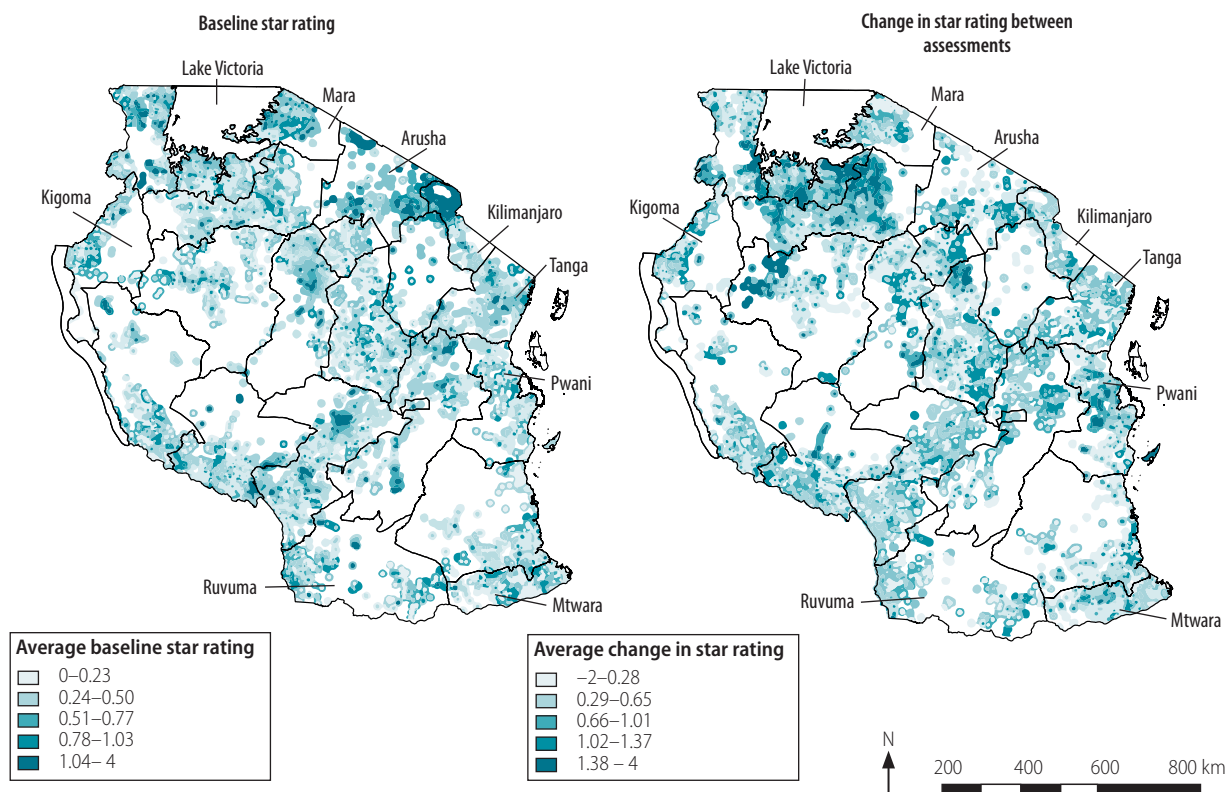 Baseline star rating
Lake Victoria
Mara
Arusha
Kigoma
Kilimanjaro
Tanga
Pwani
Ruvuma
Mtwara
Average baseline star rating
0–0.23
0.24–0.50
0.51–0.77
0.78–1.03
1.04– 4
Change in star rating between
assessments
Lake Victoria
Mara
Arusha
Kigoma
Kilimanjaro
Tanga
Pwani
Ruvuma
Mtwara
Average change in star rating
−2–0.28
0.29–0.65
0.66–1.01
1.02–1.37
1.38 – 4
N
200 400 600 800 km